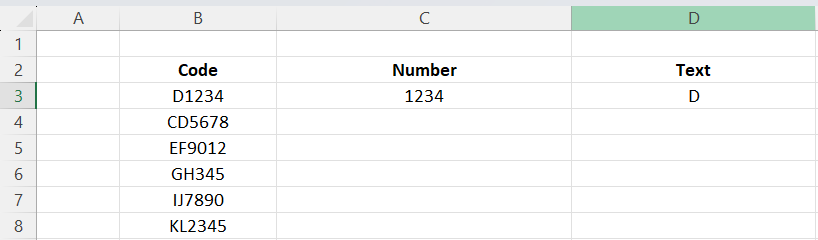 A B C D
1
2 Code Number Text
3 D1234 1234 D
4 CD5678
5 EF9012
6 GH345
7 IJ7890
8 KL2345